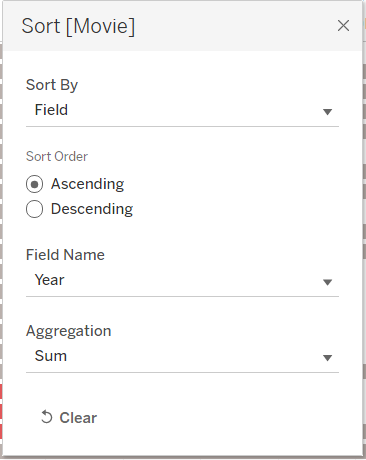 Sort [Movie]
Sort By
Field
Sort Order
Ascending
Descending
Field Name
Year
Aggregation
Sum
Clear